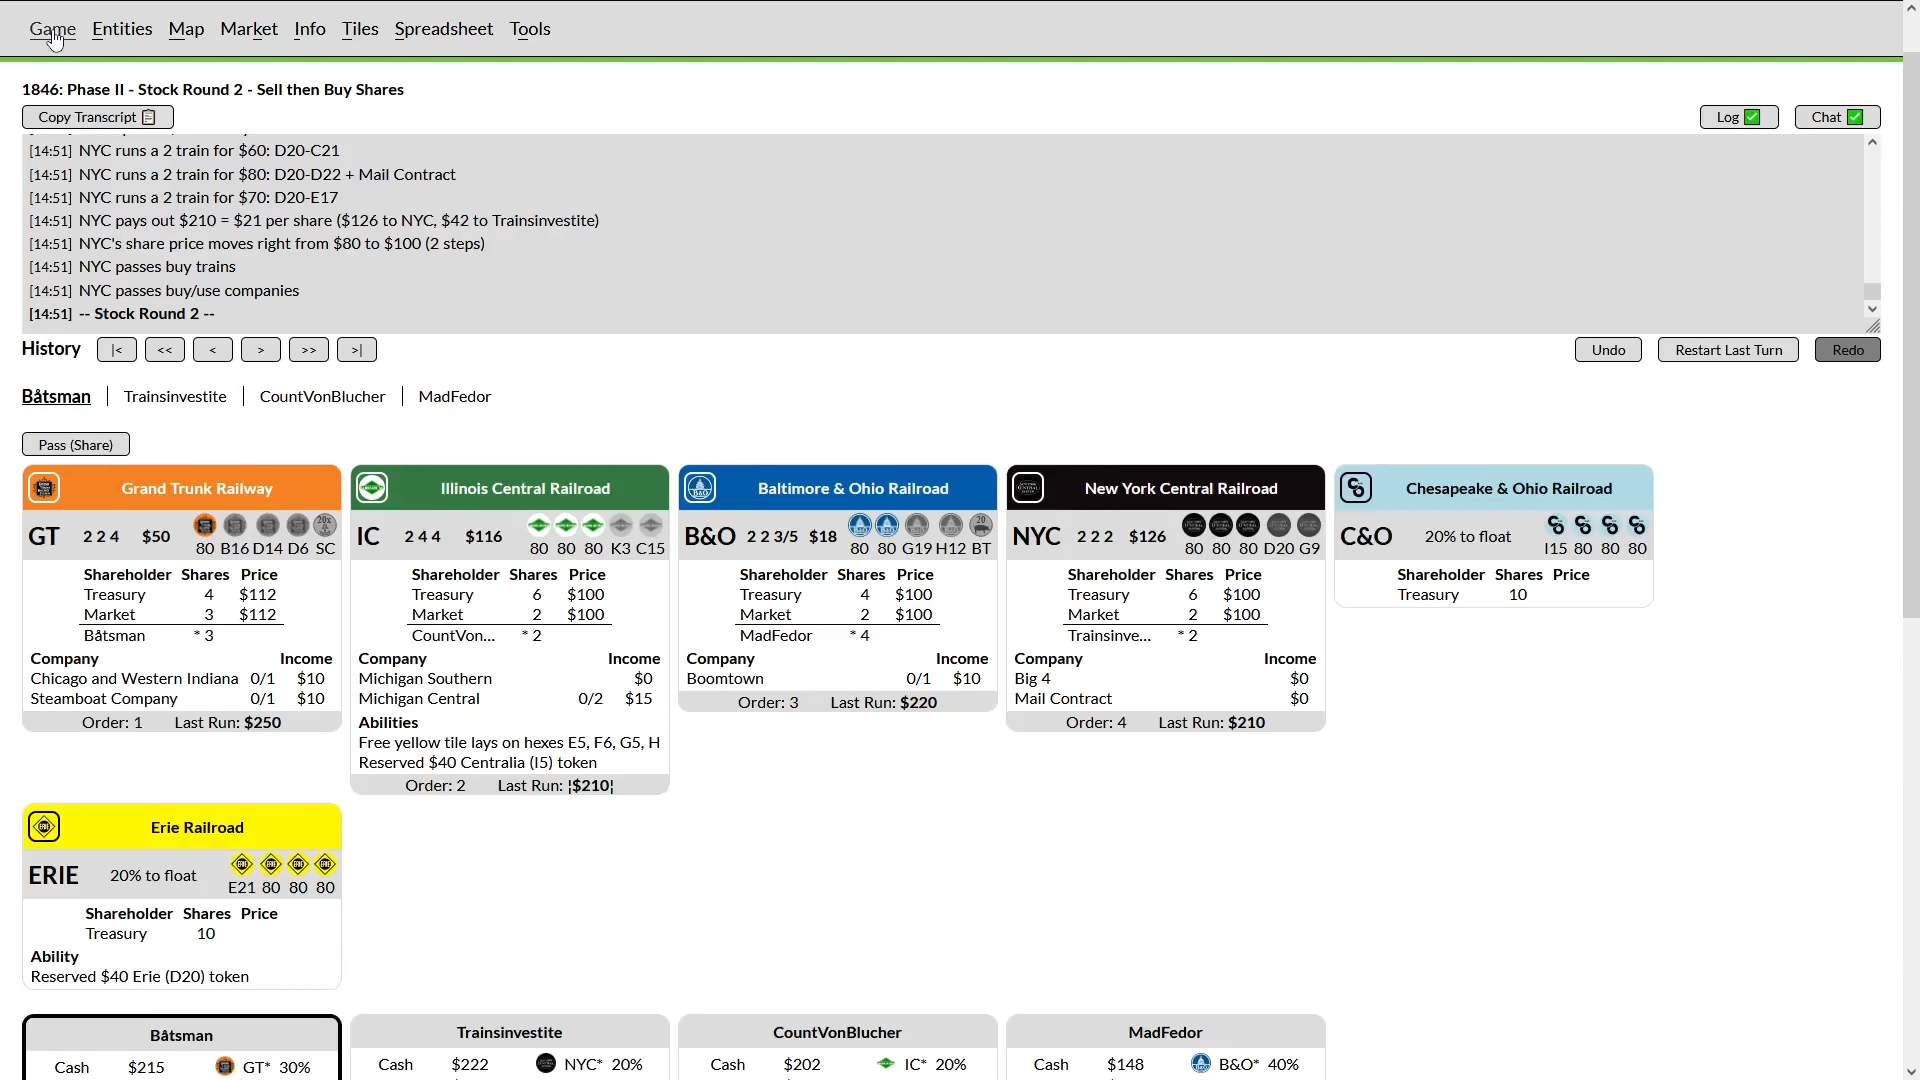 Game Entities Map Market Info Tiles Spreadsheet Tools
1846: Phase II - Stock Round 2 - Sell then Buy Shares
Copy Transcript Log Chat
[14:51] NYC runs a 2 train for $60: D20-C21
[14:51] NYC runs a 2 train for $80: D20-D22 + Mail Contract
[14:51] NYC runs a 2 train for $70: D20-E17
[14:51] NYC pays out $210 = $21 per share ($126 to NYC, $42 to Trainsinvestite)
[14:51] NYC's share price moves right from $80 to $100 (2 steps)
[14:51] NYC passes buy trains
[14:51] NYC passes buy/use companies
[14:51] -- Stock Round 2 --
History |< << < > >> >| Undo Restart Last Turn Redo
Båtsman Trainsinvestite CountVonBlucher MadFedor
Pass (Share)
Grand Trunk Railway
GT 2 2 4 $50 20x
80 B16 D14 D6 SC
Shareholder Shares Price
Treasury 4 $112
Market 3 $112
Båtsman * 3
Company Income
Chicago and Western Indiana 0/1 $10
Steamboat Company 0/1 $10
Order: 1 Last Run: $250
Illinois Central Railroad
IC 2 4 4 $116
80 80 80 K3 C15
Shareholder Shares Price
Treasury 6 $100
Market 2 $100
CountVon... * 2
Company Income
Michigan Southern $0
Michigan Central 0/2 $15
Abilities
Free yellow tile lays on hexes E5, F6, G5, H
Reserved $40 Centralia (I5) token
Order: 2 Last Run: ¦$210¦
Baltimore & Ohio Railroad
B&O 2 2 3/5 $18 20
80 80 G19 H12 BT
Shareholder Shares Price
Treasury 4 $100
Market 2 $100
MadFedor * 4
Company Income
Boomtown 0/1 $10
Order: 3 Last Run: $220
New York Central Railroad
NYC 2 2 2 $126
80 80 80 D20 G9
Shareholder Shares Price
Treasury 6 $100
Market 2 $100
Trainsinve... * 2
Company Income
Big 4 $0
Mail Contract $0
Order: 4 Last Run: $210
Chesapeake & Ohio Railroad
C&O 20% to float
I15 80 80 80
Shareholder Shares Price
Treasury 10
Erie Railroad
ERIE 20% to float
E21 80 80 80
Shareholder Shares Price
Treasury 10
Ability
Reserved $40 Erie (D20) token
Båtsman
Cash $215 GT* 30%
Trainsinvestite
Cash $222 NYC* 20%
CountVonBlucher
Cash $202 IC* 20%
MadFedor
Cash $148 B&O* 40%